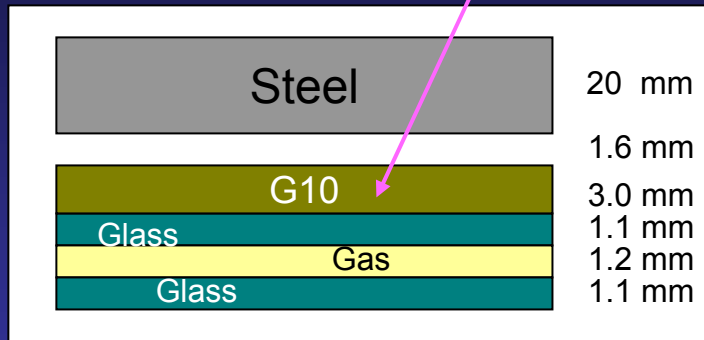 Steel 20 mm
1.6 mm
G10 3.0 mm
Glass 1.1 mm
Gas 1.2 mm
Glass 1.1 mm